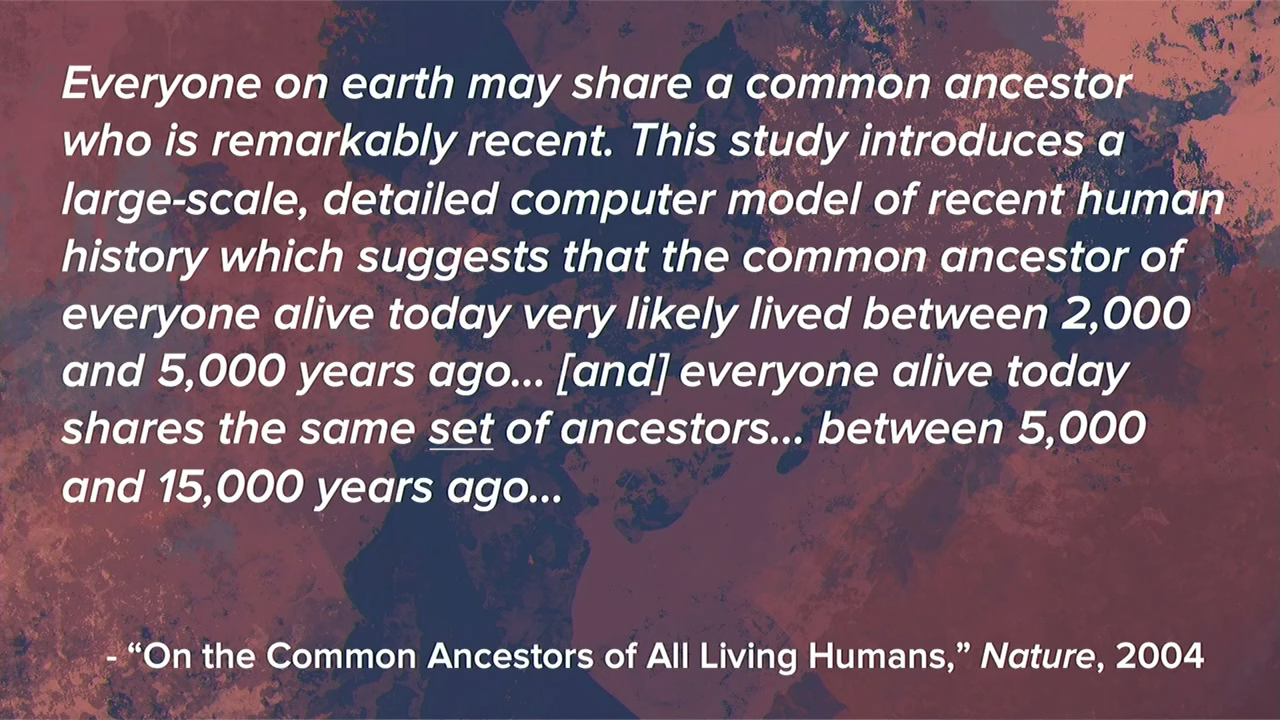 Everyone on earth may share a common ancestor
who is remarkably recent. This study introduces a
large-scale, detailed computer model of recent human
history which suggests that the common ancestor of
everyone alive today very likely lived between 2,000
and 5,000 years ago... [and] everyone alive today
shares the same set of ancestors... between 5,000
and 15,000 years ago...
- “On the Common Ancestors of All Living Humans,” Nature, 2004